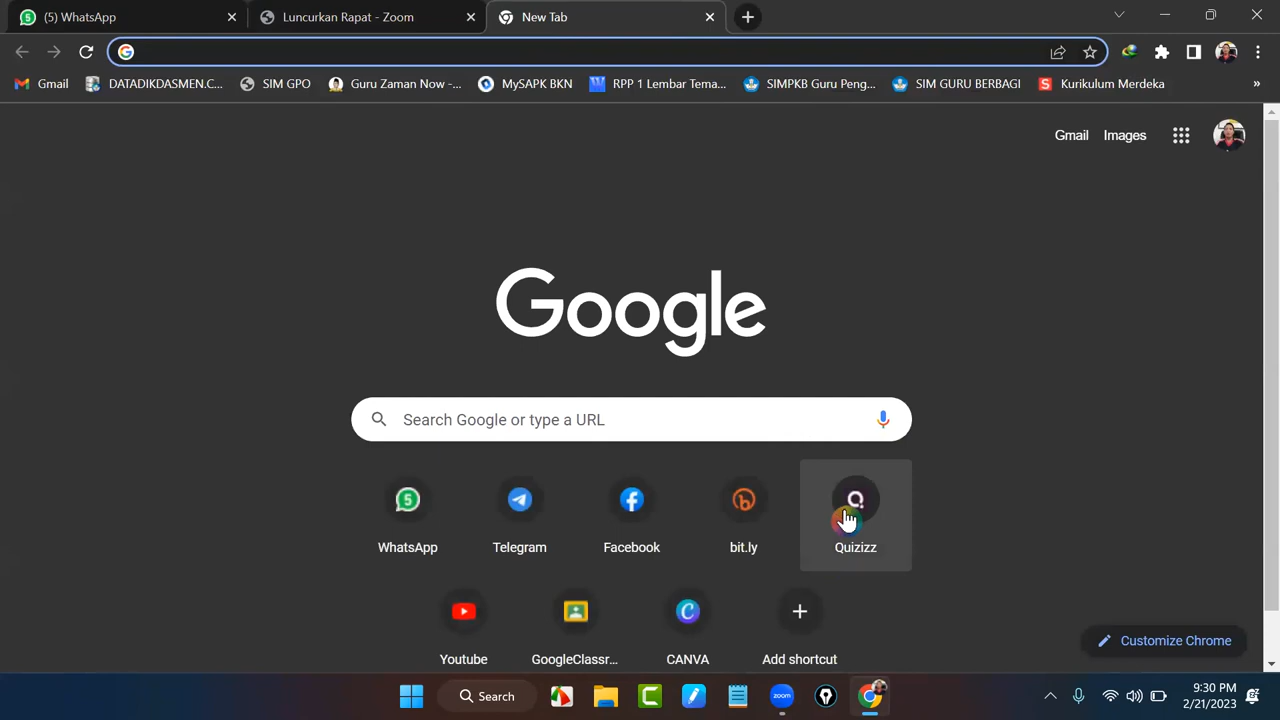 (5) WhatsApp
Luncurkan Rapat - Zoom
New Tab
Gmail
DATADIKDASMEN.C...
SIM GPO
Guru Zaman Now -...
MySAPK BKN
RPP 1 Lembar Tema...
SIMPKB Guru Peng...
SIM GURU BERBAGI
Kurikulum Merdeka
»
Gmail
Images
Google
Search Google or type a URL
5
WhatsApp
Telegram
Facebook
bit.ly
Quizizz
Youtube
GoogleClassr...
CANVA
Add shortcut
Customize Chrome
Search
zoom
9:30 PM
2/21/2023